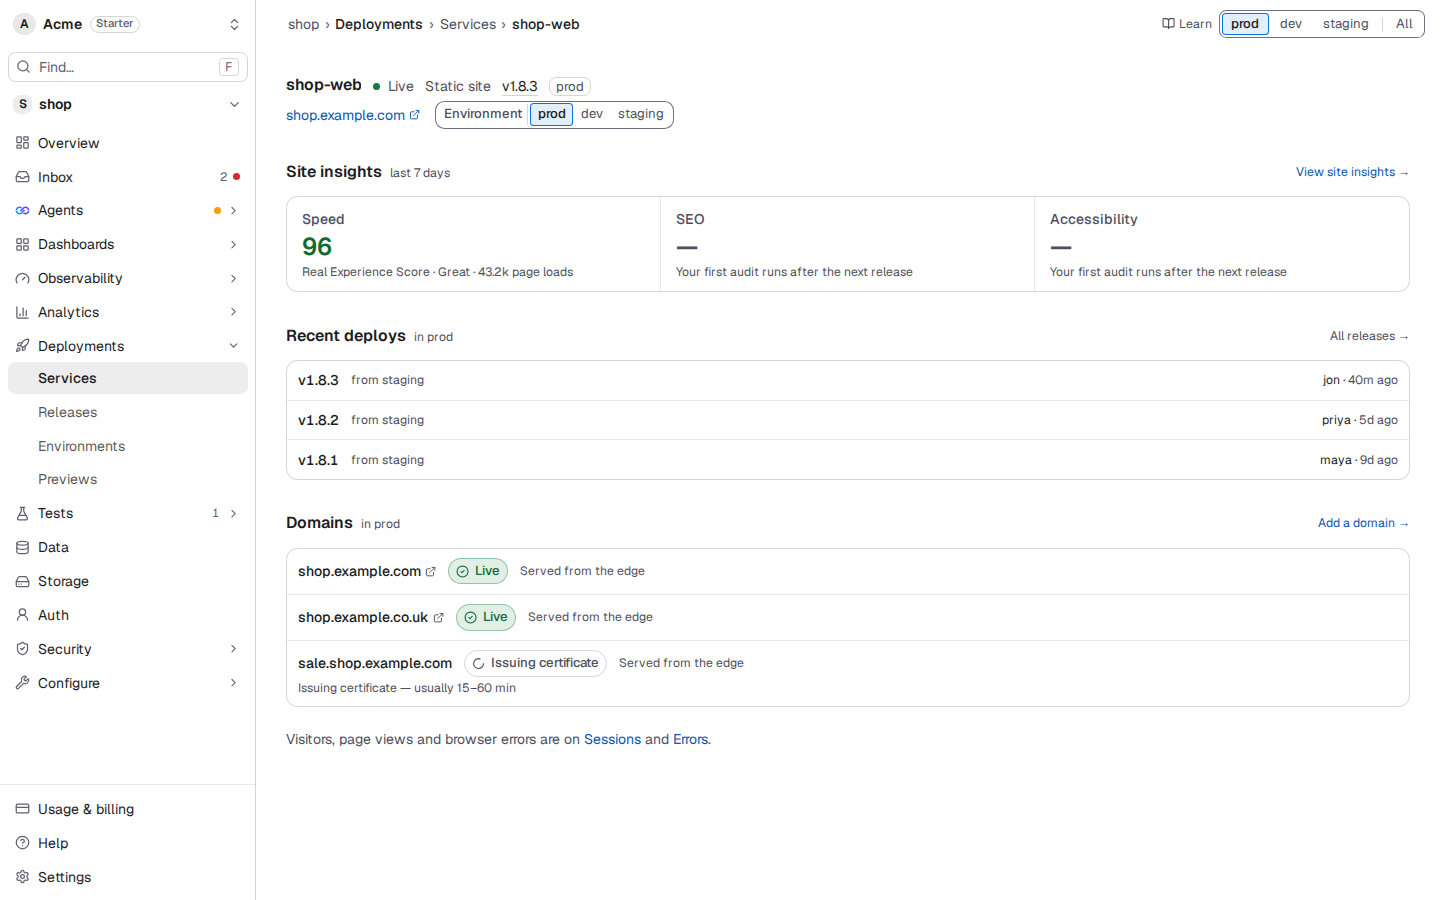 A Acme Starter
Find... F
S shop
Overview
Inbox 2
Agents
Dashboards
Observability
Analytics
Deployments
Services
Releases
Environments
Previews
Tests 1
Data
Storage
Auth
Security
Configure
Usage & billing
Help
Settings
shop › Deployments › Services › shop-web
Learn prod dev staging All
shop-web Live Static site v1.8.3 prod
shop.example.com Environment prod dev staging
Site insights last 7 days View site insights →
Speed
96
Real Experience Score · Great · 43.2k page loads
SEO
—
Your first audit runs after the next release
Accessibility
—
Your first audit runs after the next release
Recent deploys in prod All releases →
v1.8.3 from staging jon · 40m ago
v1.8.2 from staging priya · 5d ago
v1.8.1 from staging maya · 9d ago
Domains in prod Add a domain →
shop.example.com Live Served from the edge
shop.example.co.uk Live Served from the edge
sale.shop.example.com Issuing certificate Served from the edge
Issuing certificate — usually 15–60 min
Visitors, page views and browser errors are on Sessions and Errors.